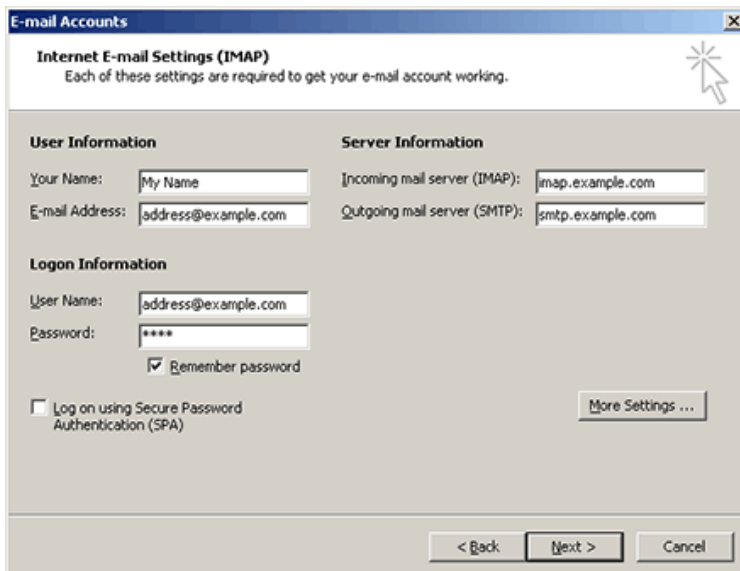 E-mail Accounts
Internet E-mail Settings (IMAP)
Each of these settings are required to get your e-mail account working.
User Information
Your Name: My Name
E-mail Address: address@example.com
Server Information
Incoming mail server (IMAP): imap.example.com
Outgoing mail server (SMTP): smtp.example.com
Logon Information
User Name: address@example.com
Password: ****
Remember password
Log on using Secure Password
Authentication (SPA)
More Settings ...
< Back Next > Cancel